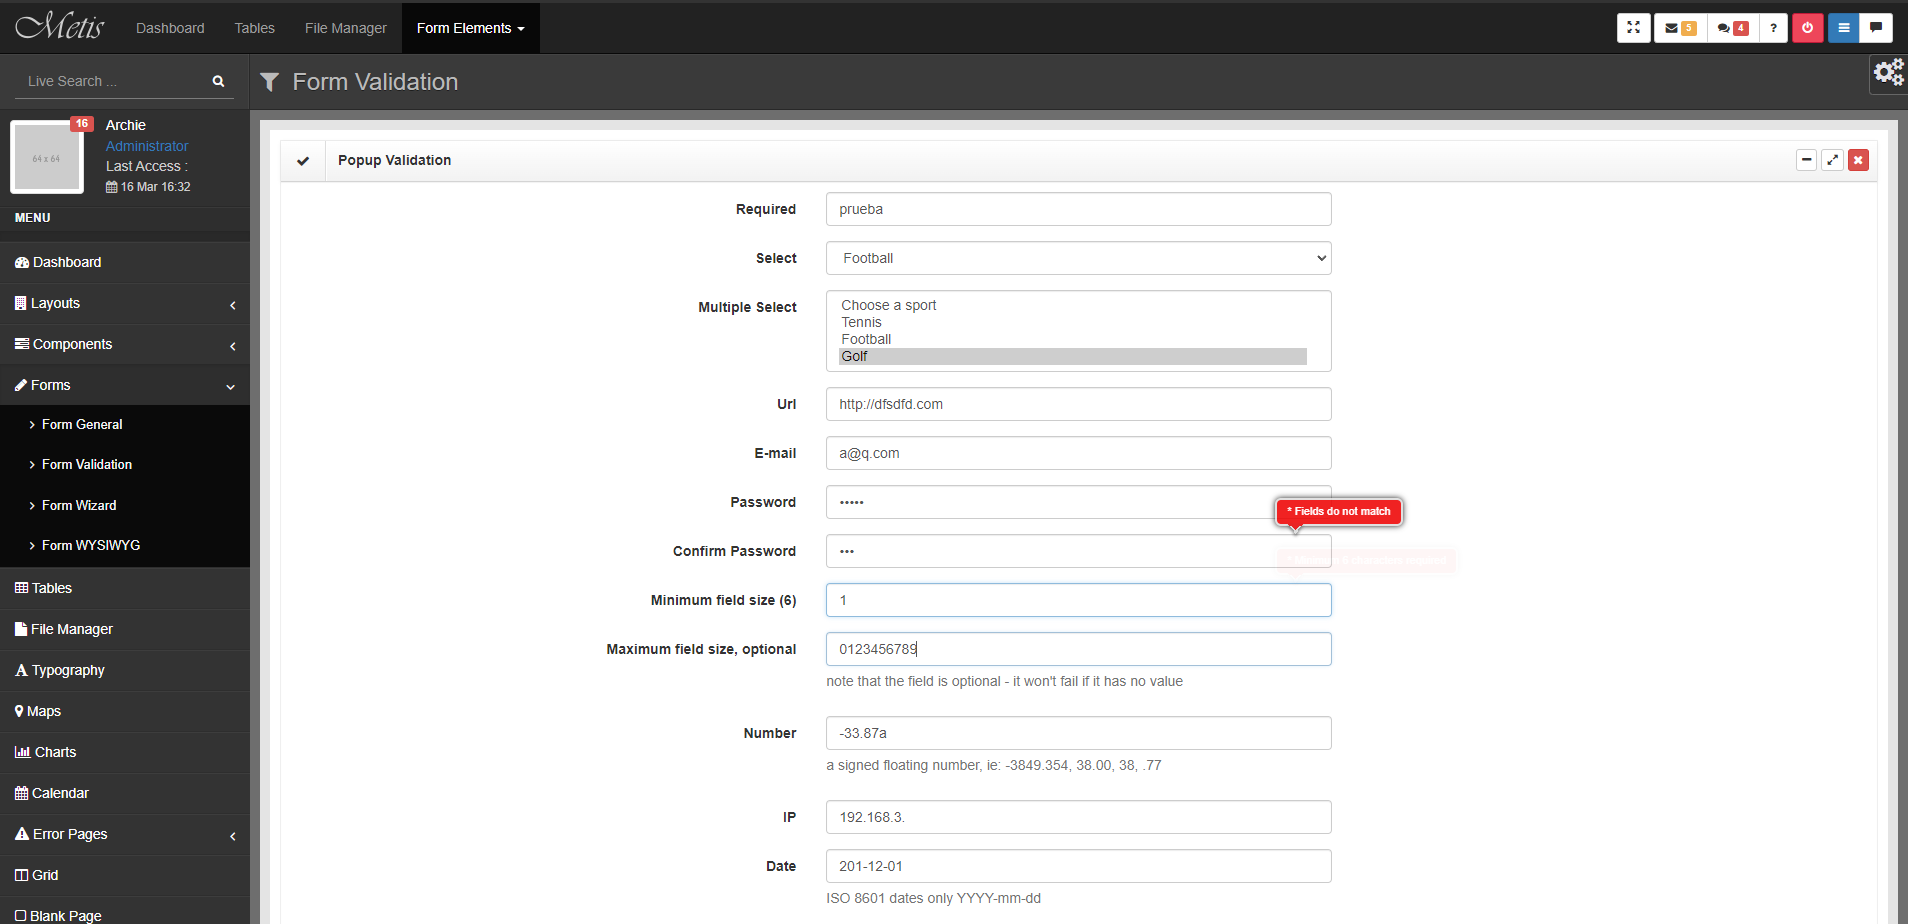 Metis Dashboard Tables File Manager Form Elements 5 4 ?
Live Search ... Form Validation
16
64 x 64
Archie
Administrator
Last Access :
16 Mar 16:32
MENU
Dashboard
Layouts
Components
Forms
Form General
Form Validation
Form Wizard
Form WYSIWYG
Tables
File Manager
Typography
Maps
Charts
Calendar
Error Pages
Grid
Blank Page
Popup Validation
Required prueba
Select Football
Multiple Select Choose a sport
Tennis
Football
Golf
Url http://dfsdfd.com
E-mail a@q.com
Password •••••
* Fields do not match
Confirm Password •••
Minimum field size (6) 1
Maximum field size, optional 0123456789
note that the field is optional - it won't fail if it has no value
Number -33.87a
a signed floating number, ie: -3849.354, 38.00, 38, .77
IP 192.168.3.
Date 201-12-01
ISO 8601 dates only YYYY-mm-dd